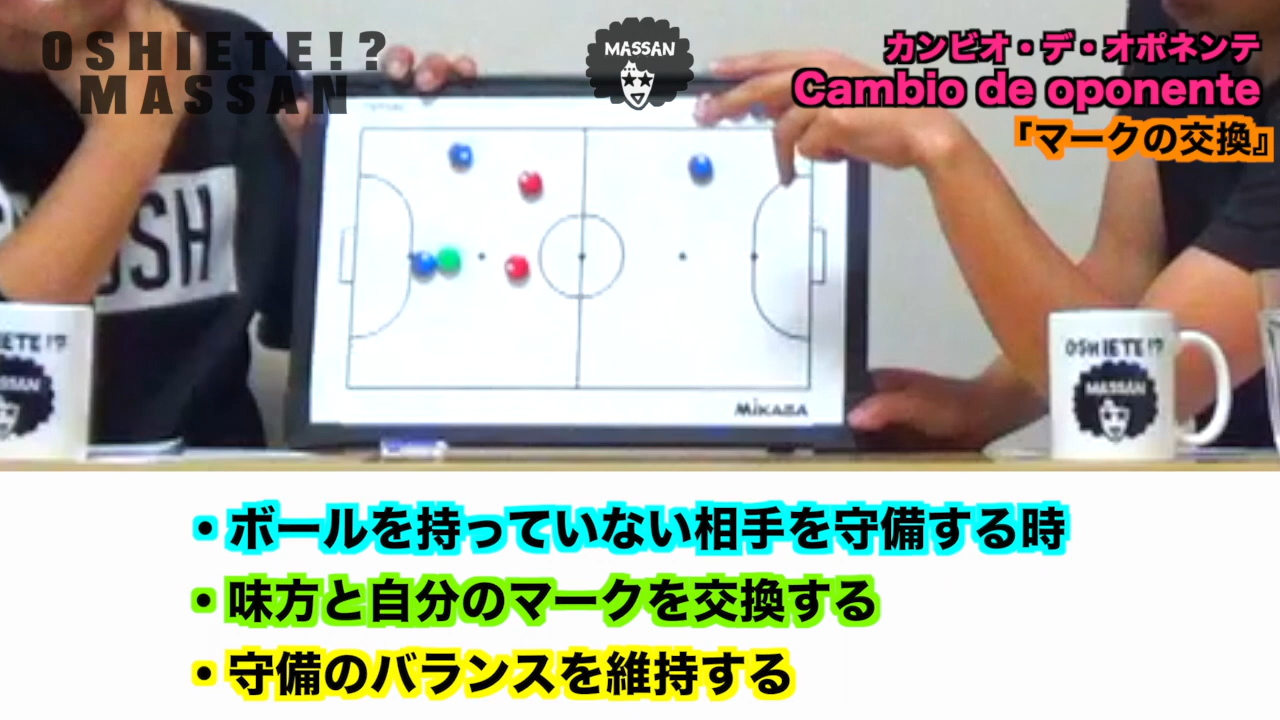 OSHIETE!?
MASSAN
MASSAN
カンビオ・デ・オポネンテ
Cambio de oponente
『マークの交換』
SH
MiKASA
ETE!?
MASSAN
OSHIETE!?
MASSAN
・ボールを持っていない相手を守備する時
・味方と自分のマークを交換する
・守備のバランスを維持する